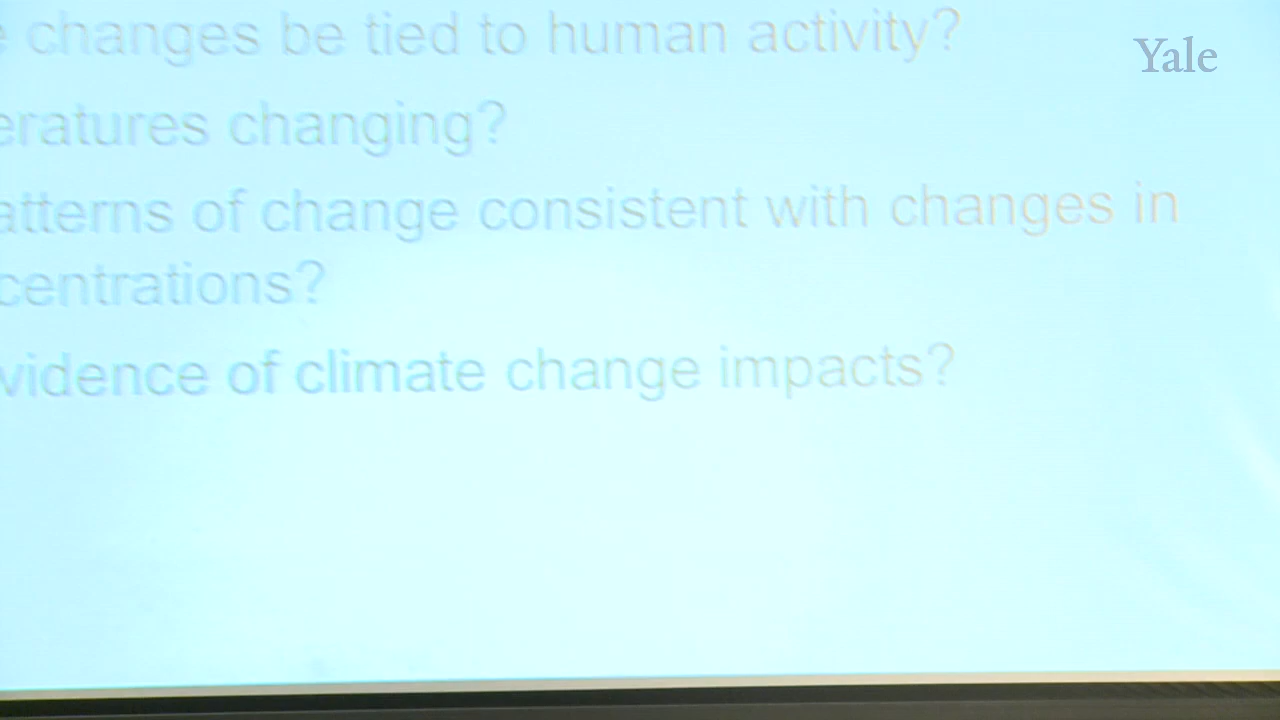 changes be tied to human activity?
Yale
eratures changing?
atterns of change consistent with changes in
centrations?
vidence of climate change impacts?